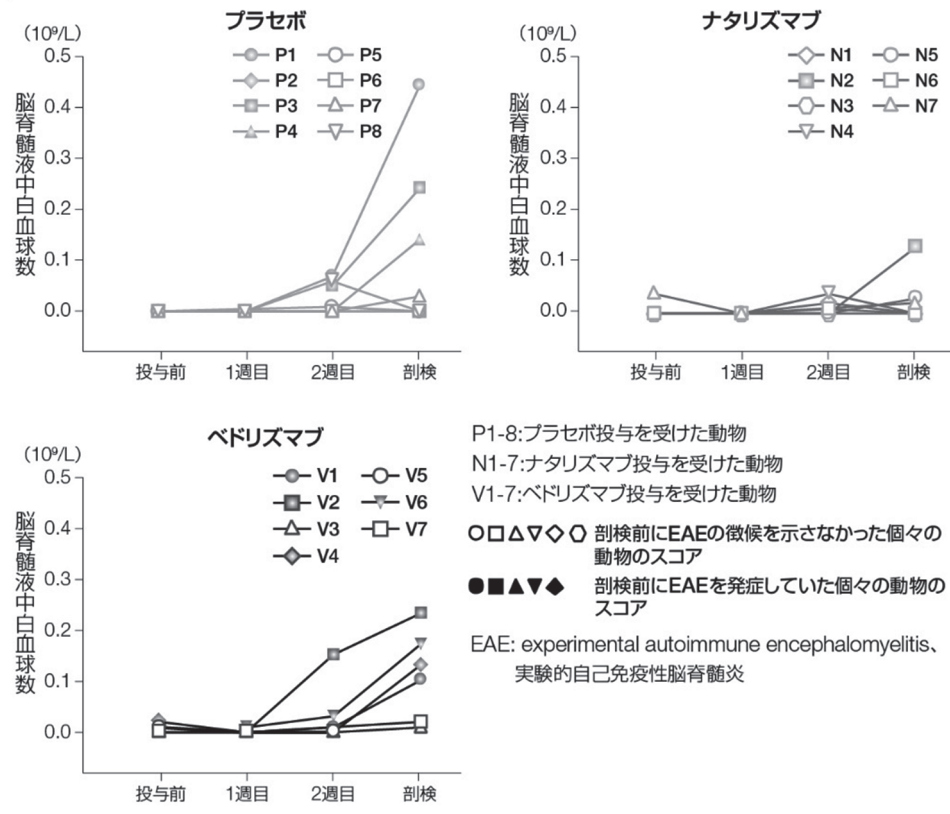 プラセボ
（10⁹/L）
0.5
0.4
0.3
0.2
0.1
0.0
脳脊髄液中白血球数
P1
P2
P3
P4
P5
P6
P7
P8
投与前 1週目 2週目 剖検
ナタリズマブ
（10⁹/L）
0.5
0.4
0.3
0.2
0.1
0.0
脳脊髄液中白血球数
N1
N2
N3
N4
N5
N6
N7
投与前 1週目 2週目 剖検
ベドリズマブ
（10⁹/L）
0.5
0.4
0.3
0.2
0.1
0.0
脳脊髄液中白血球数
V1
V2
V3
V4
V5
V6
V7
投与前 1週目 2週目 剖検
P1-8:プラセボ投与を受けた動物
N1-7:ナタリズマブ投与を受けた動物
V1-7:ベドリズマブ投与を受けた動物
剖検前にEAEの徴候を示さなかった個々の
動物のスコア
剖検前にEAEを発症していた個々の動物の
スコア
EAE: experimental autoimmune encephalomyelitis、
実験的自己免疫性脳脊髄炎